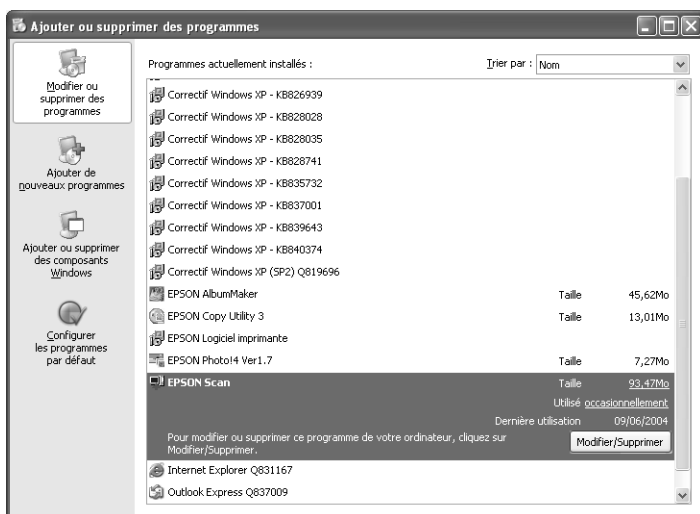 Ajouter ou supprimer des programmes
Modifier ou
supprimer des
programmes
Ajouter de
nouveaux programmes
Ajouter ou supprimer
des composants
Windows
Configurer
les programmes
par défaut
Programmes actuellement installés :
Trier par : Nom
Correctif Windows XP - KB826939
Correctif Windows XP - KB828028
Correctif Windows XP - KB828035
Correctif Windows XP - KB828741
Correctif Windows XP - KB835732
Correctif Windows XP - KB837001
Correctif Windows XP - KB839643
Correctif Windows XP - KB840374
Correctif Windows XP (SP2) Q819696
EPSON AlbumMaker Taille 45,62Mo
EPSON Copy Utility 3 Taille 13,01Mo
EPSON Logiciel imprimante
EPSON Photo!4 Ver1.7 Taille 7,27Mo
EPSON Scan Taille 93,47Mo
Utilisé occasionnellement
Dernière utilisation 09/06/2004
Pour modifier ou supprimer ce programme de votre ordinateur, cliquez sur
Modifier/Supprimer.
Modifier/Supprimer
Internet Explorer Q831167
Outlook Express Q837009